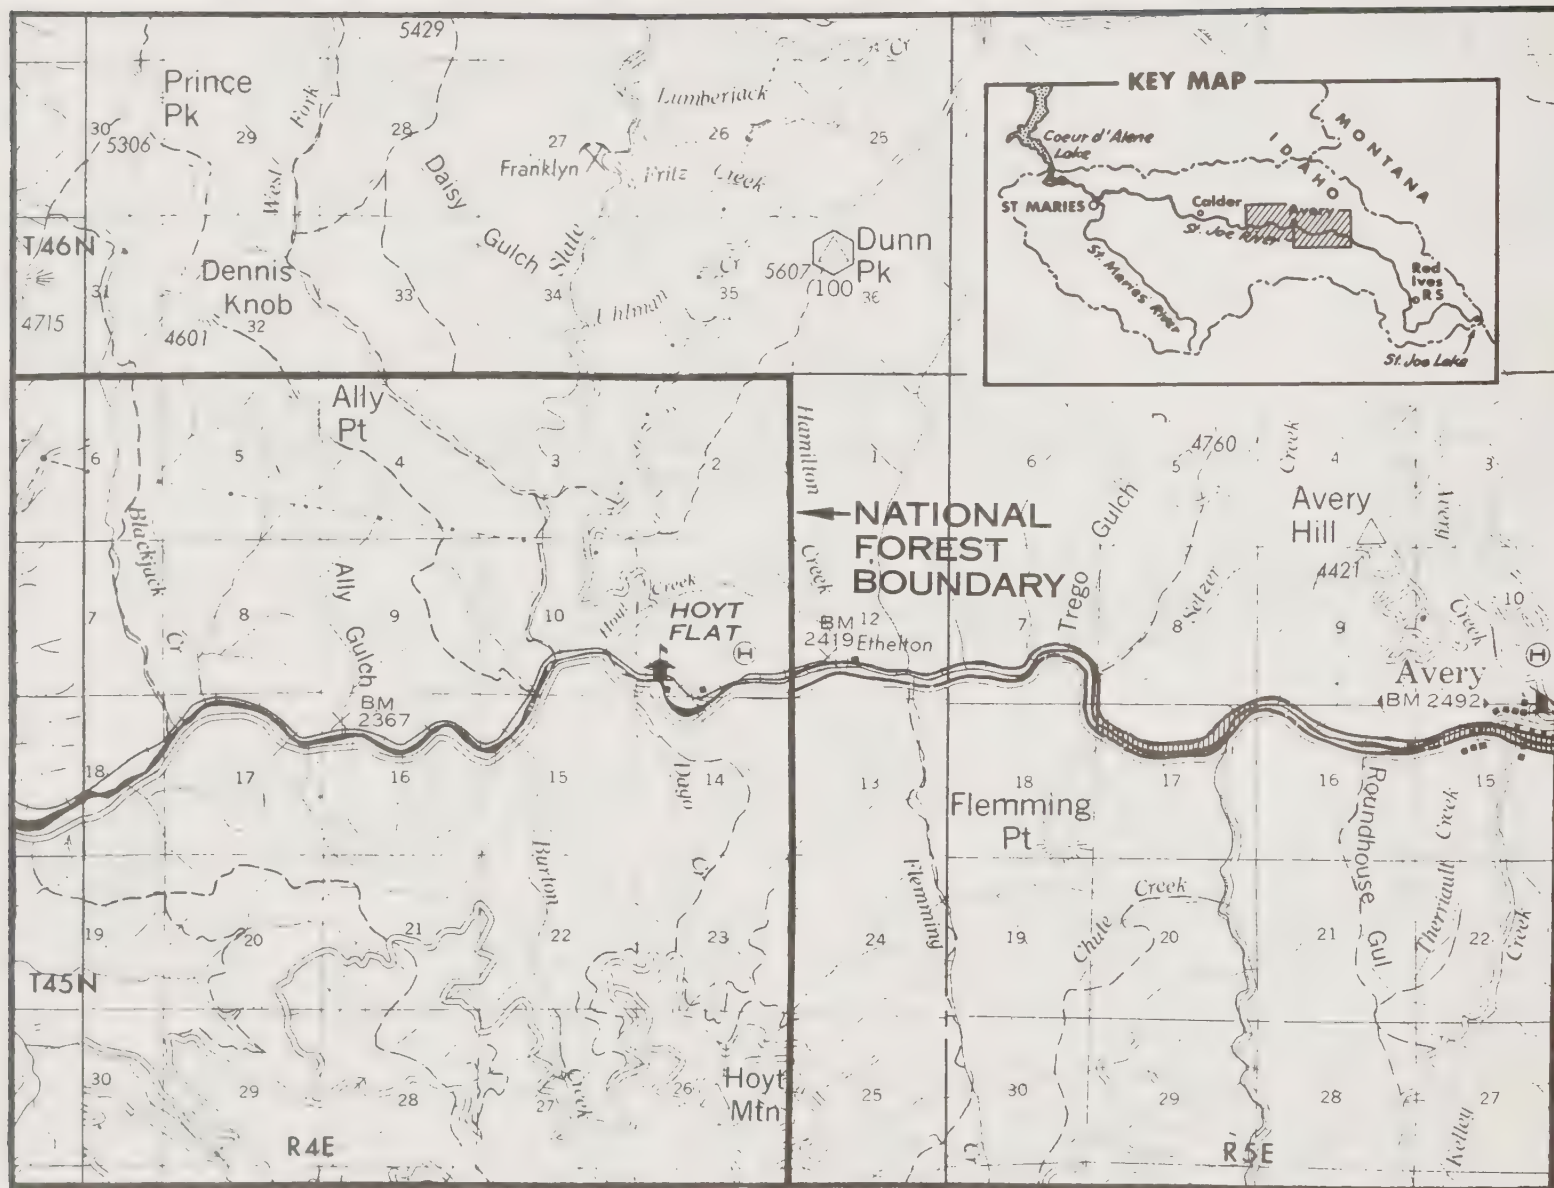 5429
Cr
Prince
Pk
West Fork
Lumberjack
30
29
28
27
26
25
5306
Franklyn
Fritz Creek
Daisy
Gulch
Slate
T46N
Dennis
Knob
Dunn
Pk
5607
(100
Cr
Uhlman
31
32
33
34
35
36
4715
4601
KEY MAP
MONTANA
IDAHO
Coeur d'Alene
Lake
ST MARIES
Calder
Avery
St. Joe River
St. Maries River
Red
Ives
R S
St. Joe Lake
Ally
Pt
Hamilton
Creek
6
5
4
3
2
1
6
5
4
3
4760
Creek
Gulch
Trego
Avery
Hill
Avery
Creek
4421
NATIONAL
FOREST
BOUNDARY
Blackjack
Cr
Ally
Gulch
Hoyt Creek
HOYT
FLAT
H
7
8
9
10
BM 12
2419 Ethelton
7
8
9
10
Setzer
H
Avery
BM 2492
BM
2367
18
17
16
15
14
13
18
17
16
15
Dago
Cr
Flemming
Pt
Roundhouse
Gul.
Therriault Creek
Burton
Creek
Flemming
Cr
Chute
Creek
19
20
21
22
23
24
19
20
21
22
Creek
T45N
30
29
28
27
26
25
30
29
28
27
Hoyt
Mtn
R4E
R5E
Kelley